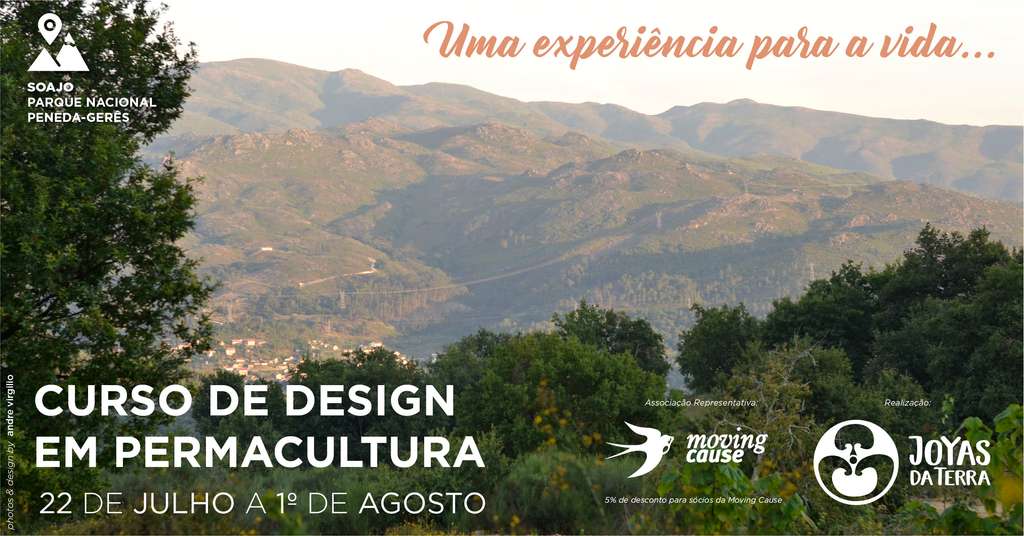 Uma experiência para a vida...
SOAJO
PARQUE NACIONAL
PENEDA-GERÊS
CURSO DE DESIGN
EM PERMACULTURA
22 DE JULHO A 1º DE AGOSTO
photos & design by andre virgílio
Associação Representativa:
moving
cause
5% de desconto para sócios da Moving Cause
Realização:
JOYAS
DA TERRA